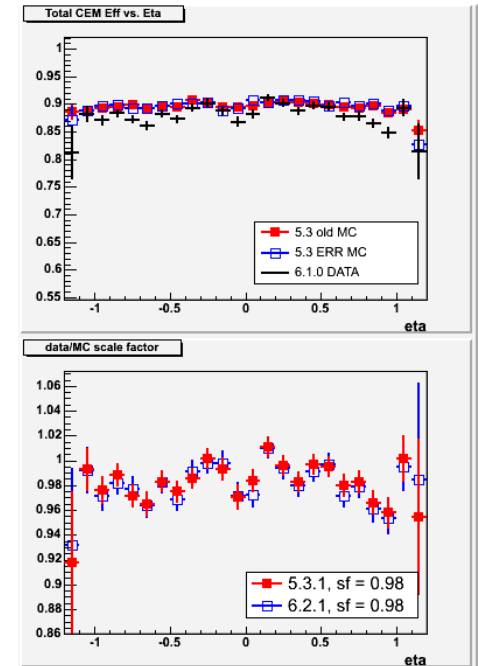 Total CEM Eff vs. Eta
1
0.95
0.9
0.85
0.8
0.75
0.7
0.65
0.6
0.55
5.3 old MC
5.3 ERR MC
6.1.0 DATA
-1 -0.5 0 0.5 1
eta
data/MC scale factor
1.06
1.04
1.02
1
0.98
0.96
0.94
0.92
0.9
0.88
0.86
5.3.1, sf = 0.98
6.2.1, sf = 0.98
-1 -0.5 0 0.5 1
eta